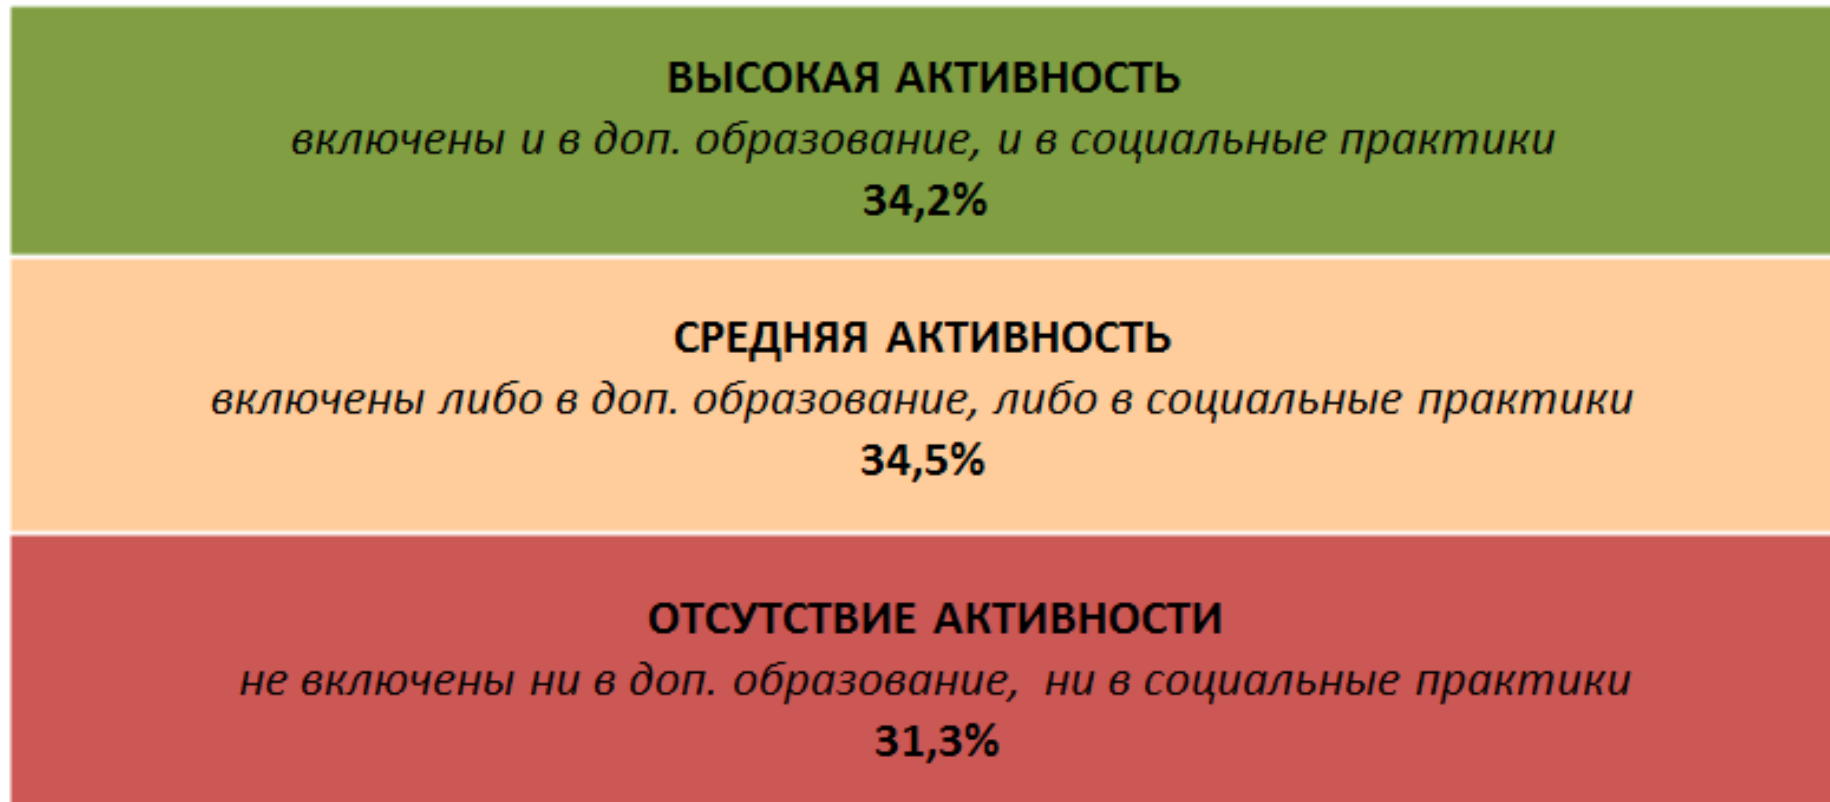 ВЫСОКАЯ АКТИВНОСТЬ
включены и в доп. образование, и в социальные практики
34,2%
СРЕДНЯЯ АКТИВНОСТЬ
включены либо в доп. образование, либо в социальные практики
34,5%
ОТСУТСТВИЕ АКТИВНОСТИ
не включены ни в доп. образование, ни в социальные практики
31,3%